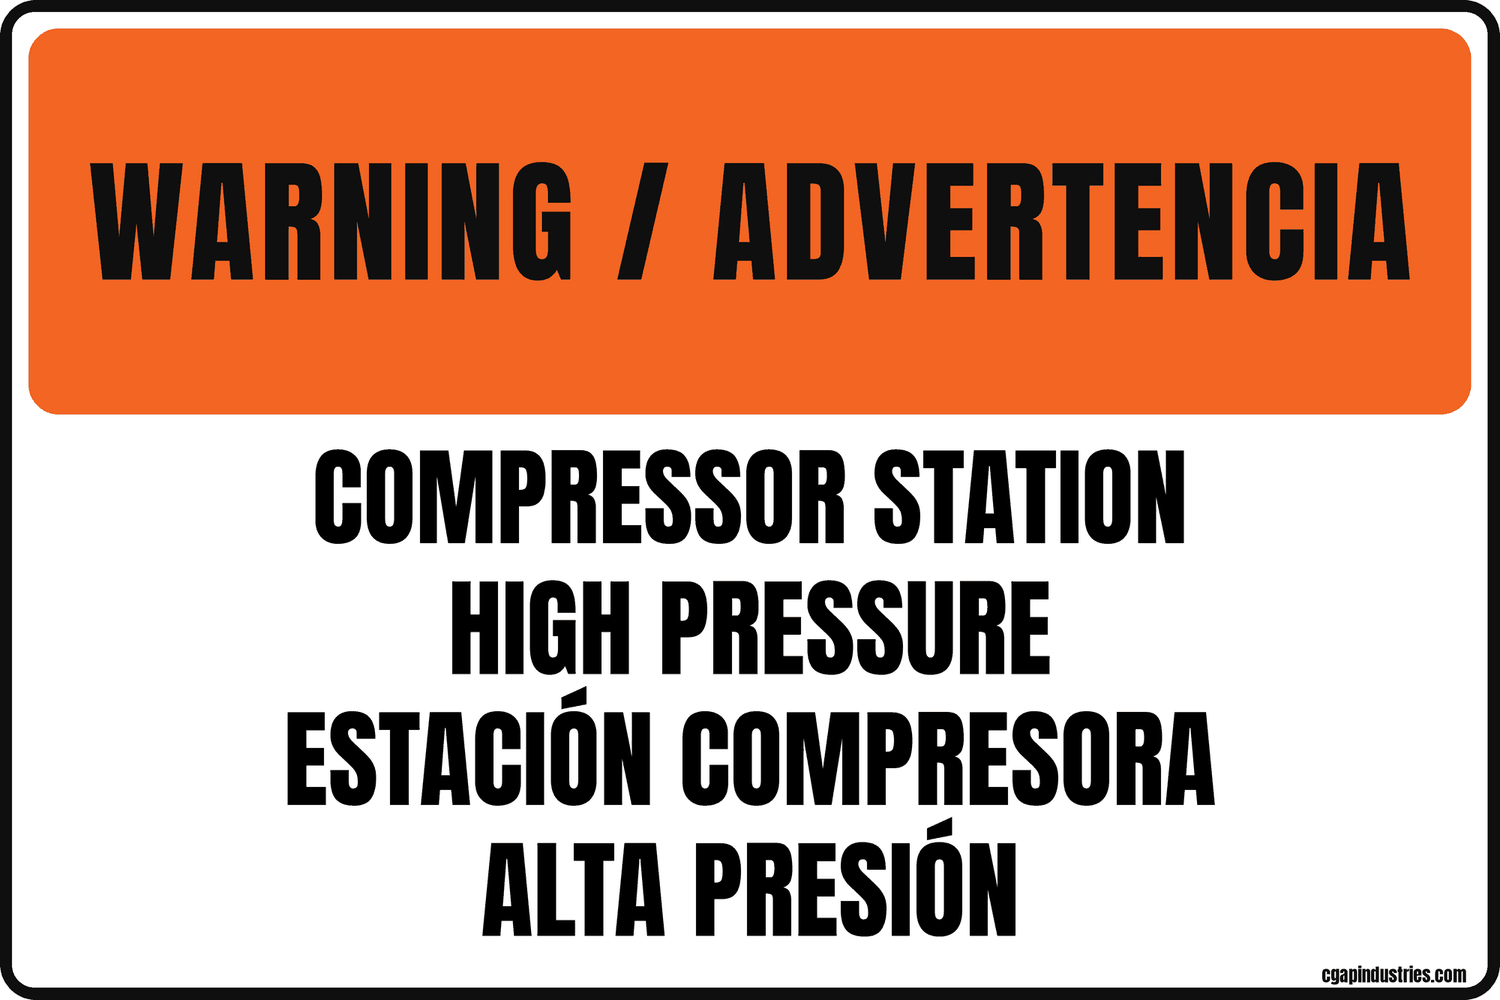 WARNING / ADVERTENCIA
COMPRESSOR STATION
HIGH PRESSURE
ESTACIÓN COMPRESORA
ALTA PRESIÓN
cgapindustries.com